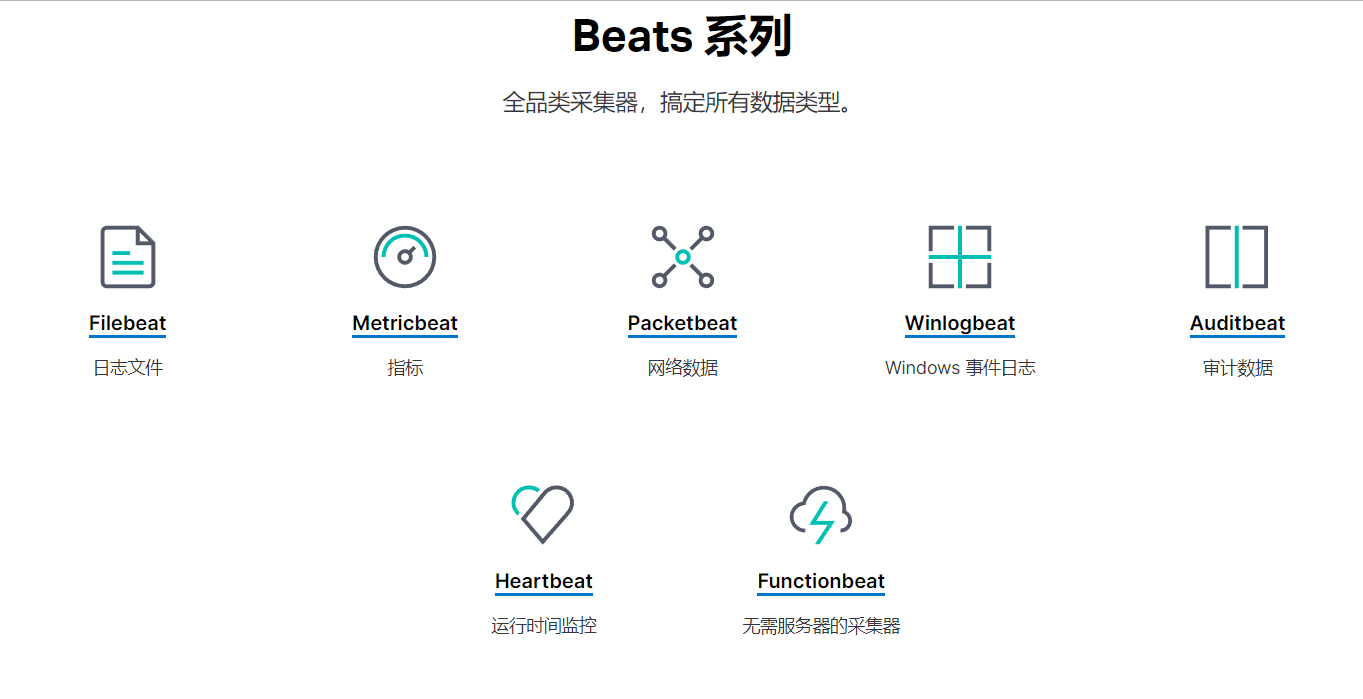 Beats 系列
全品类采集器，搞定所有数据类型。
Filebeat
日志文件
Metricbeat
指标
Packetbeat
网络数据
Winlogbeat
Windows 事件日志
Auditbeat
审计数据
Heartbeat
运行时间监控
Functionbeat
无需服务器的采集器